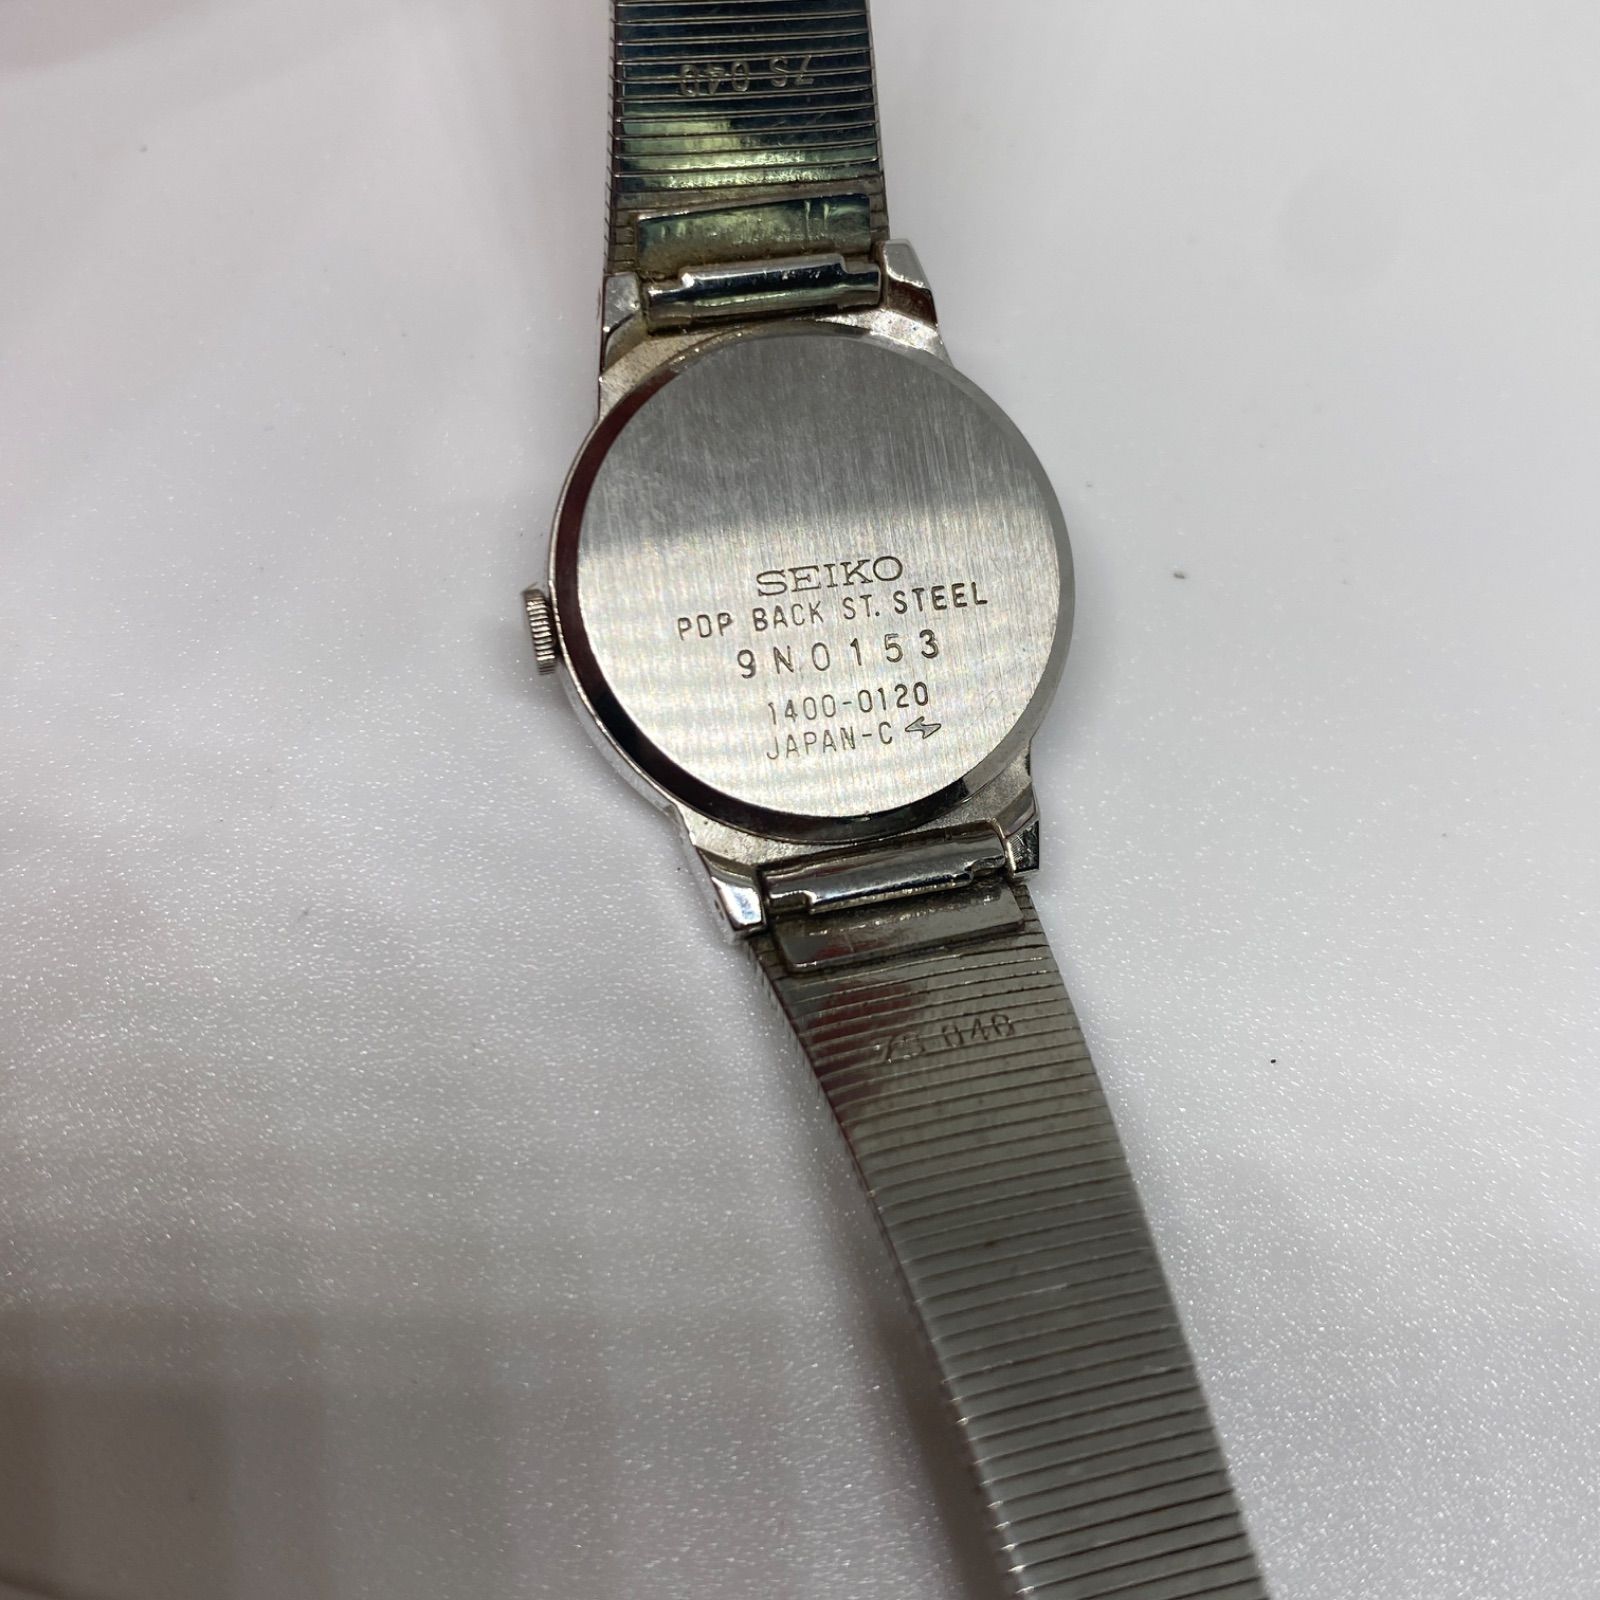 SEIKO
POP BACK ST. STEEL
9N0153
1400-0120
JAPAN-C